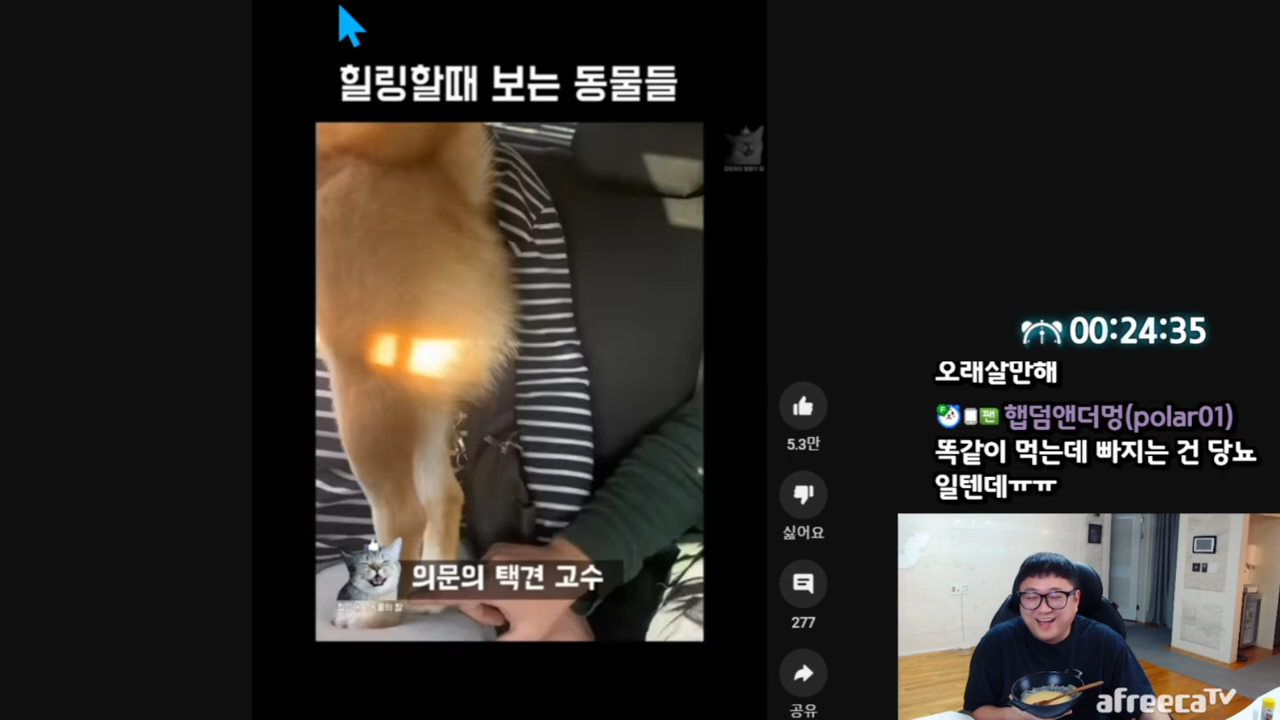 힐링할때 보는 동물들
의문의 택견 고수
5.3만
싫어요
277
공유
00:24:35
오래살만해
팬 햅덤앤더멍(polar01)
똑같이 먹는데 빠지는 건 당뇨
일텐데ㅠㅠ
afreecaTV